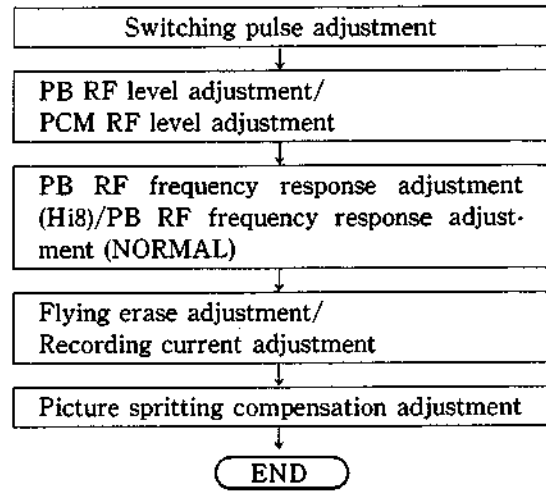 Switching pulse adjustment
PB RF level adjustment/
PCM RF level adjustment
PB RF frequency response adjustment
(Hi8)/PB RF frequency response adjust-
ment (NORMAL)
Flying erase adjustment/
Recording current adjustment
Picture spritting compensation adjustment
END